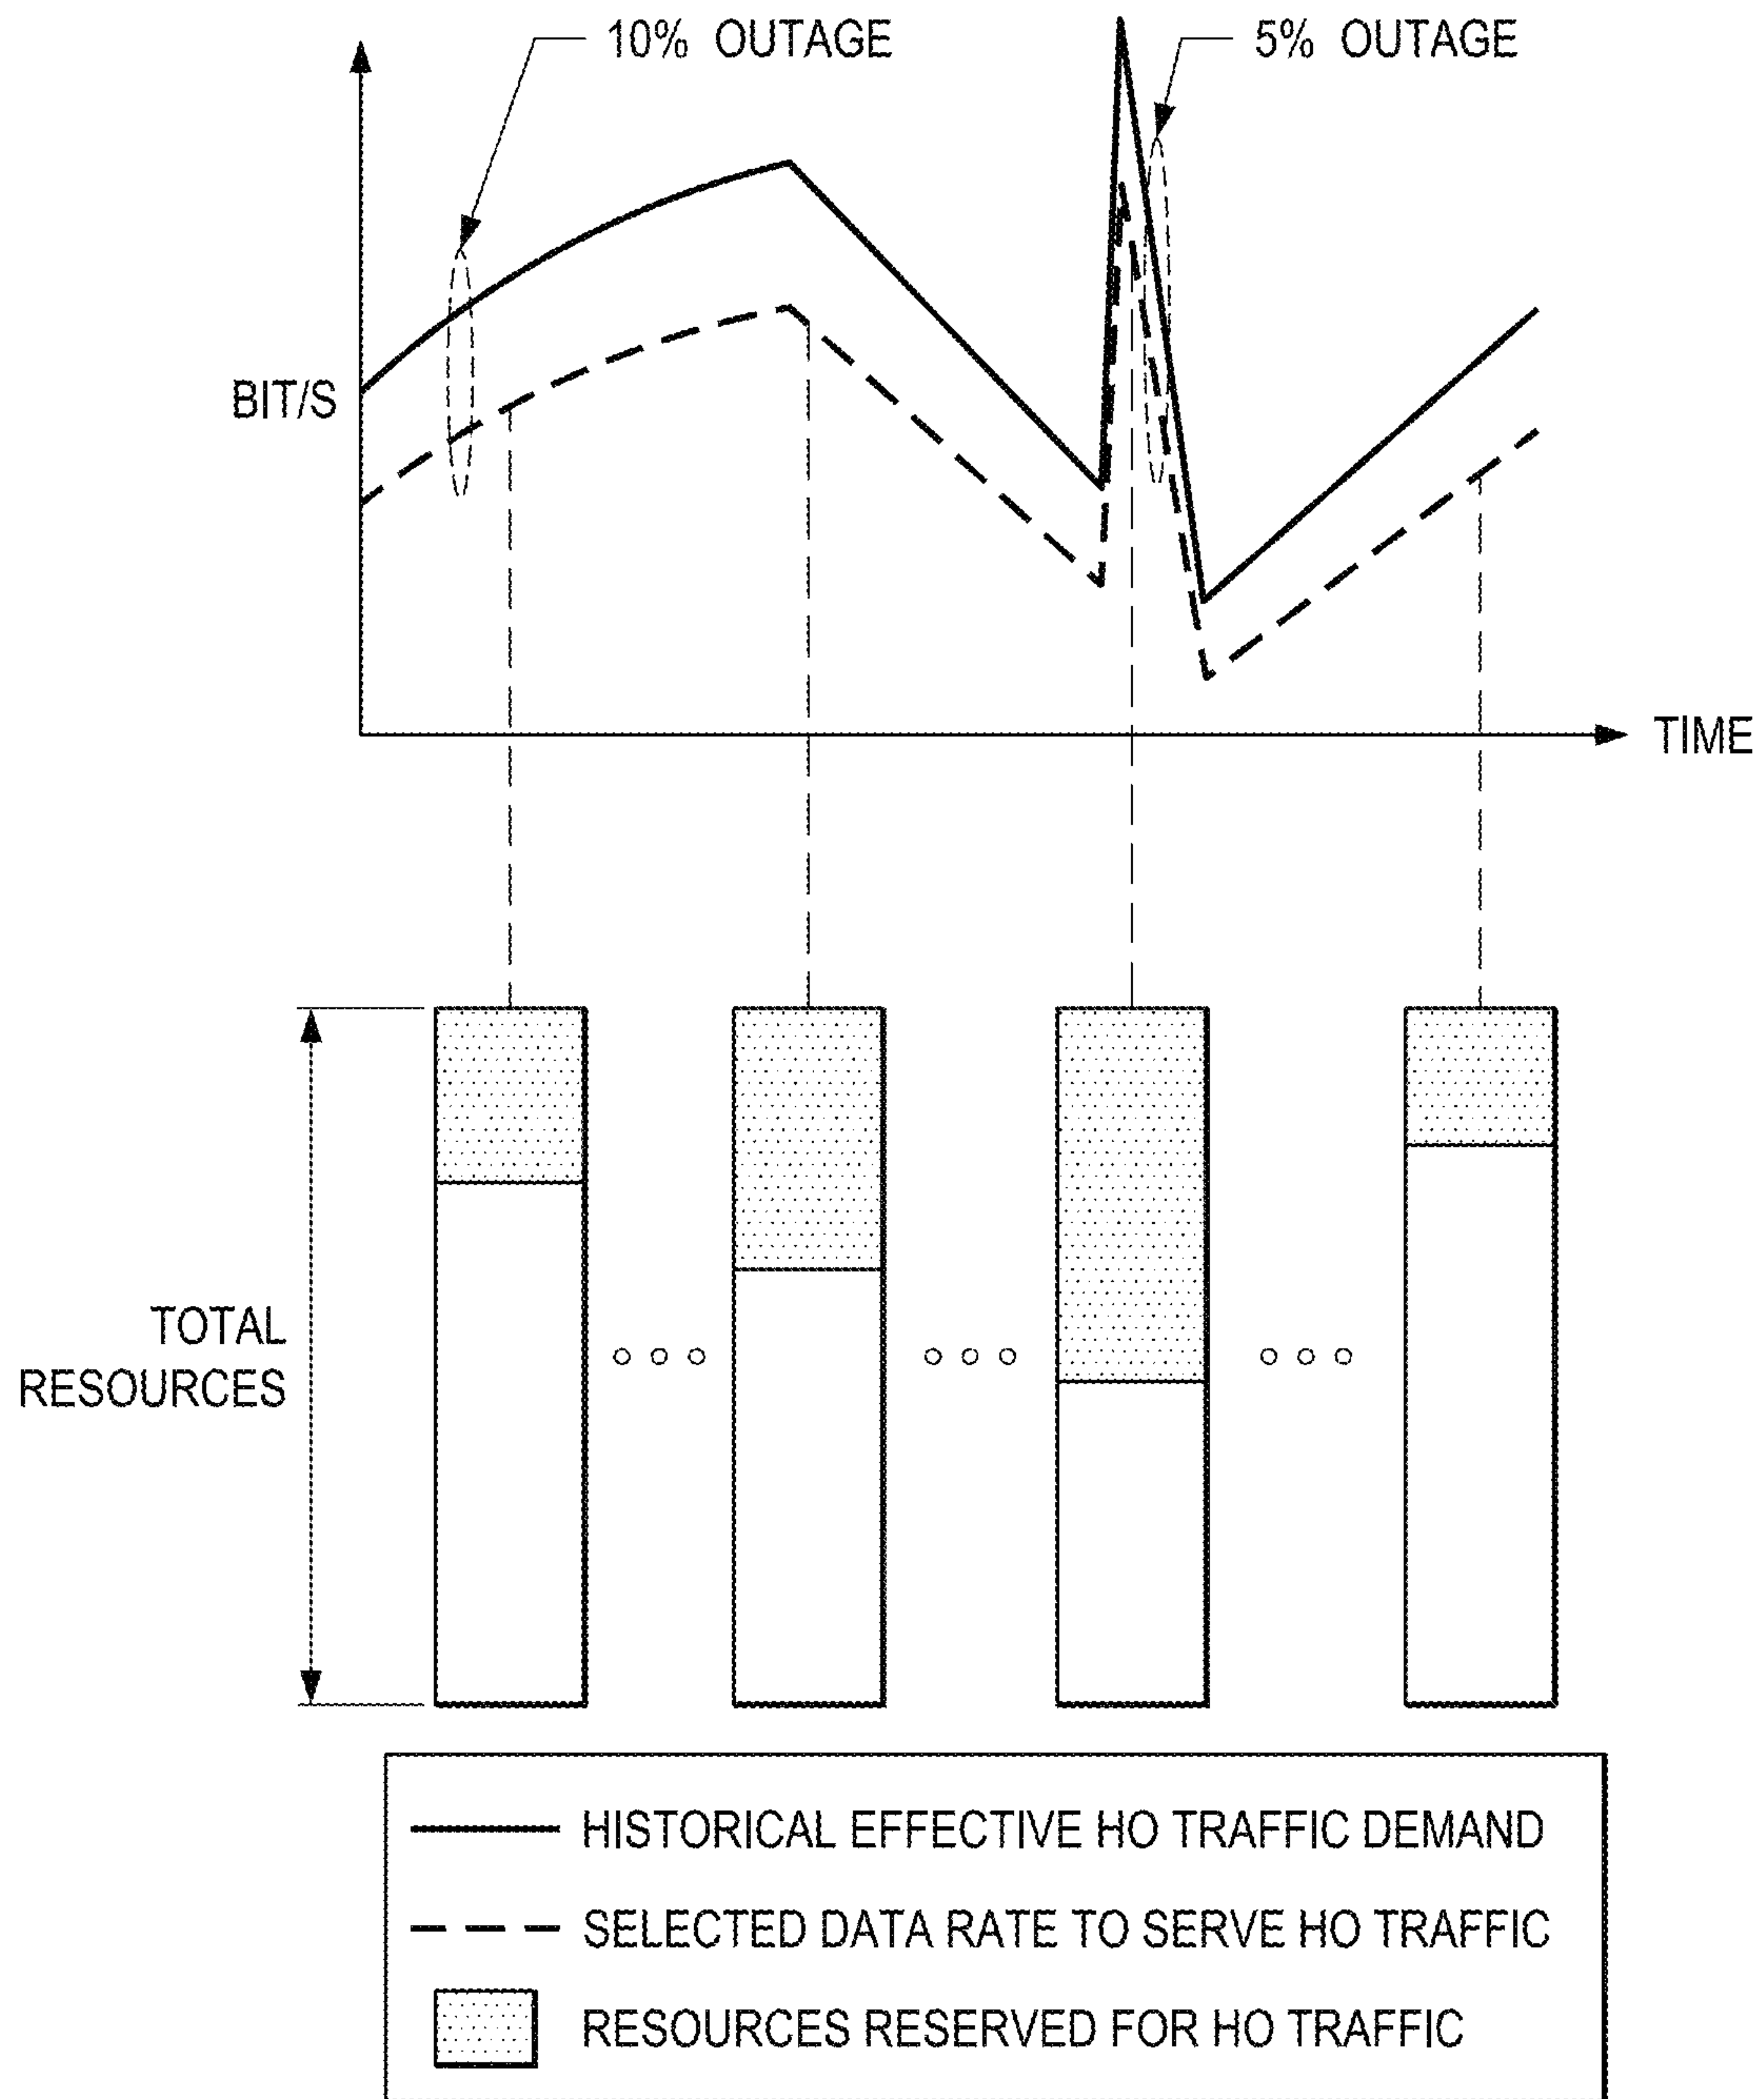 10% OUTAGE
5% OUTAGE
BIT/S
TIME
TOTAL
RESOURCES
HISTORICAL EFFECTIVE HO TRAFFIC DEMAND
SELECTED DATA RATE TO SERVE HO TRAFFIC
RESOURCES RESERVED FOR HO TRAFFIC